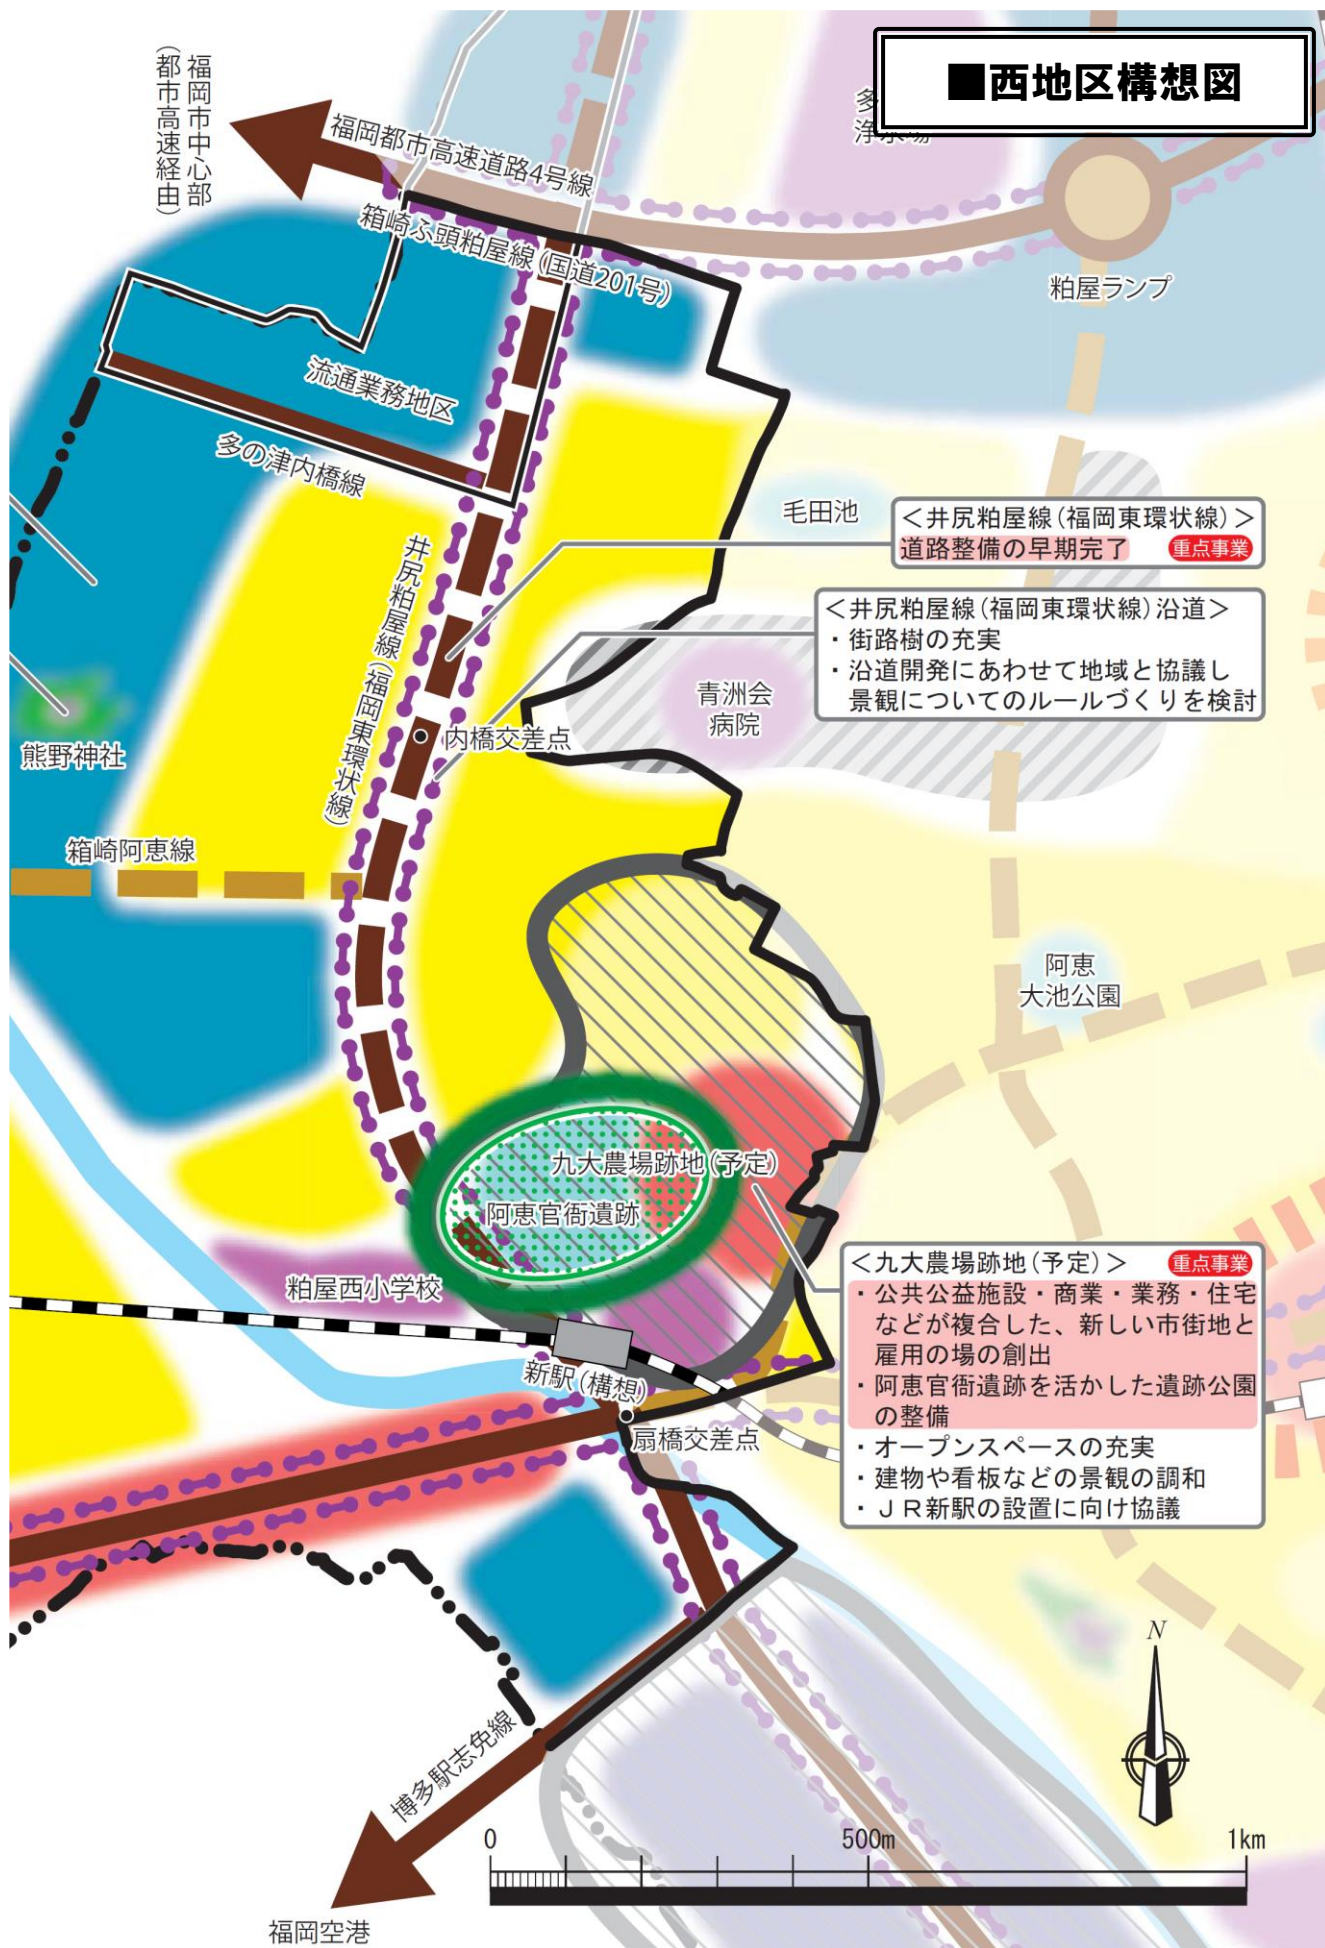 ■西地区構想図
福岡市中心部
（都市高速経由）
福岡都市高速道路4号線
箱崎ふ頭粕屋線（国道201号）
粕屋ランプ
流通業務地区
多の津内橋線
毛田池
＜井尻粕屋線（福岡東環状線）＞
道路整備の早期完了 重点事業
＜井尻粕屋線（福岡東環状線）沿道＞
・街路樹の充実
・沿道開発にあわせて地域と協議し
景観についてのルールづくりを検討
井尻粕屋線（福岡東環状線）
青洲会
病院
内橋交差点
熊野神社
箱崎阿恵線
阿恵
大池公園
九大農場跡地（予定）
阿恵官衙遺跡
粕屋西小学校
＜九大農場跡地（予定）＞ 重点事業
・公共公益施設・商業・業務・住宅
などが複合した、新しい市街地と
雇用の場の創出
・阿恵官衙遺跡を活かした遺跡公園
の整備
・オープンスペースの充実
・建物や看板などの景観の調和
・ＪＲ新駅の設置に向け協議
新駅（構想）
扇橋交差点
博多駅志免線
福岡空港
N
0 500m 1km